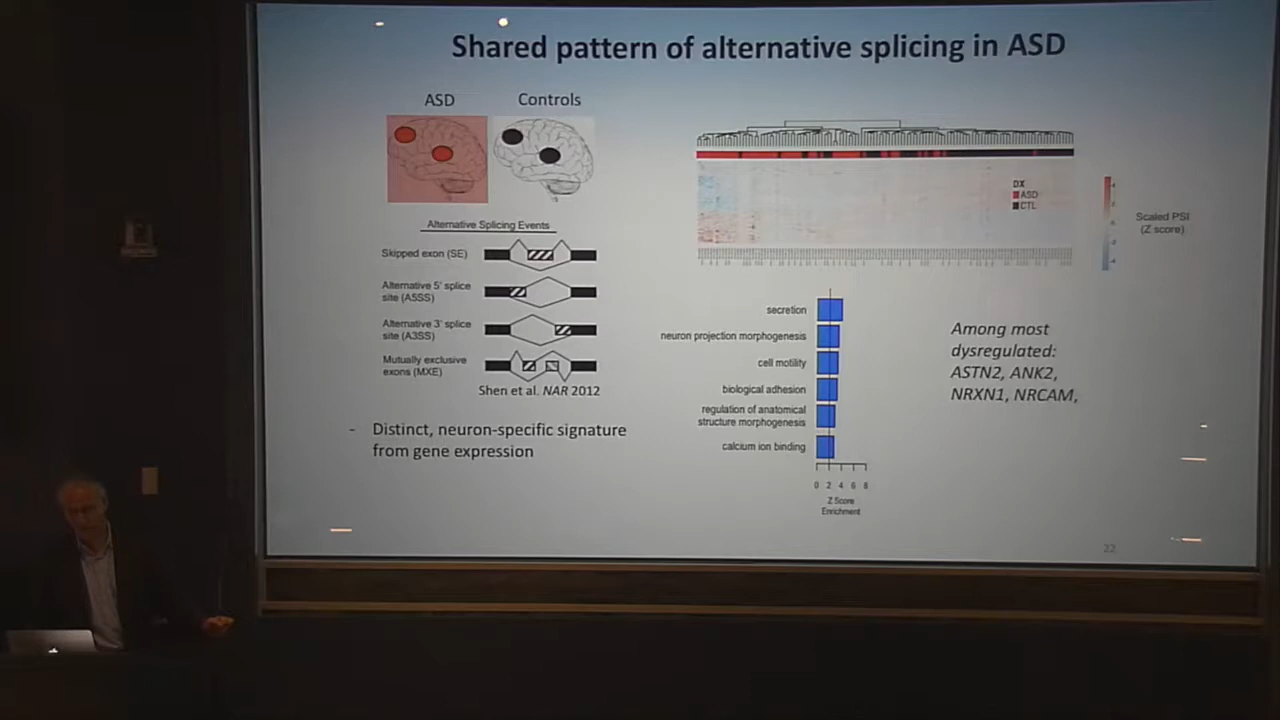 Shared pattern of alternative splicing in ASD
ASD
Controls
Alternative Splicing Events
Skipped exon (SE)
Alternative 5' splice
site (A5SS)
Alternative 3' splice
site (A3SS)
Mutually exclusive
exons (MXE)
Shen et al. NAR 2012
- Distinct, neuron-specific signature
from gene expression
DX
ASD
CTL
Scaled PSI
(Z score)
secretion
neuron projection morphogenesis
cell motility
biological adhesion
regulation of anatomical
structure morphogenesis
calcium ion binding
0 2 4 6 8
Z Score
Enrichment
Among most
dysregulated:
ASTN2, ANK2,
NRXN1, NRCAM,
22